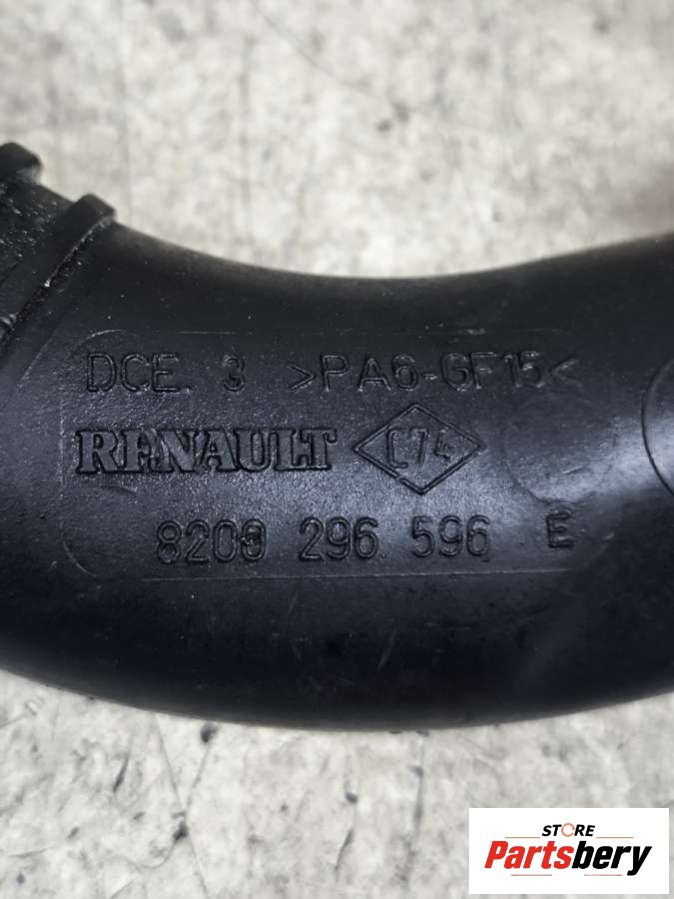 DCE. 3 >PA6-GF15<
RENAULT C74
8200 296 596 E
STORE
Partsbery